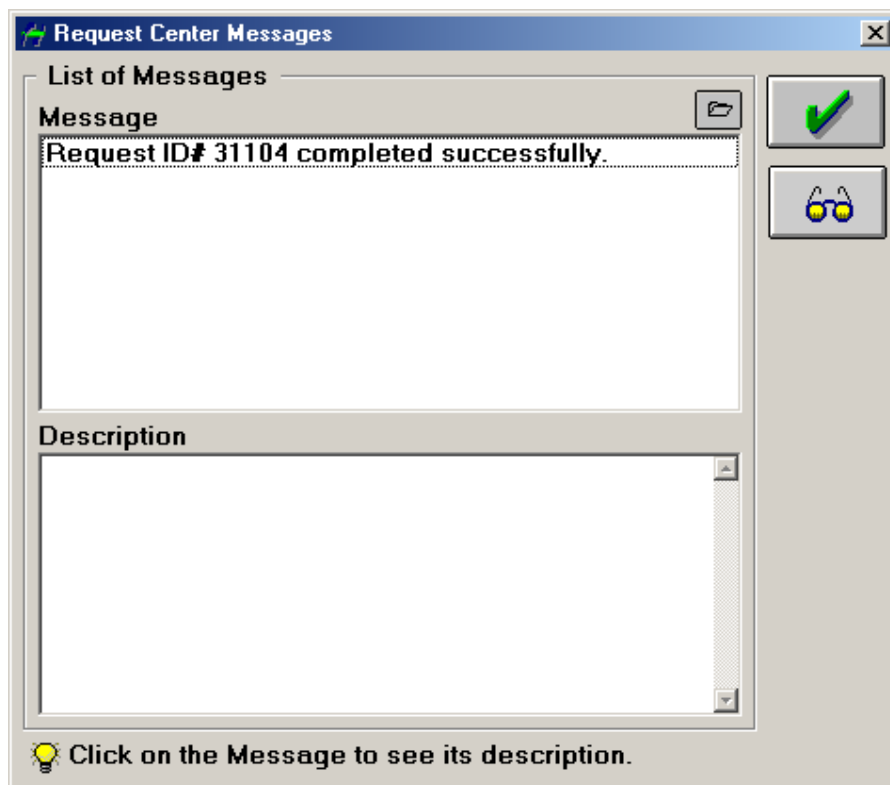 Request Center Messages
List of Messages
Message
Request ID# 31104 completed successfully.
Description
Click on the Message to see its description.